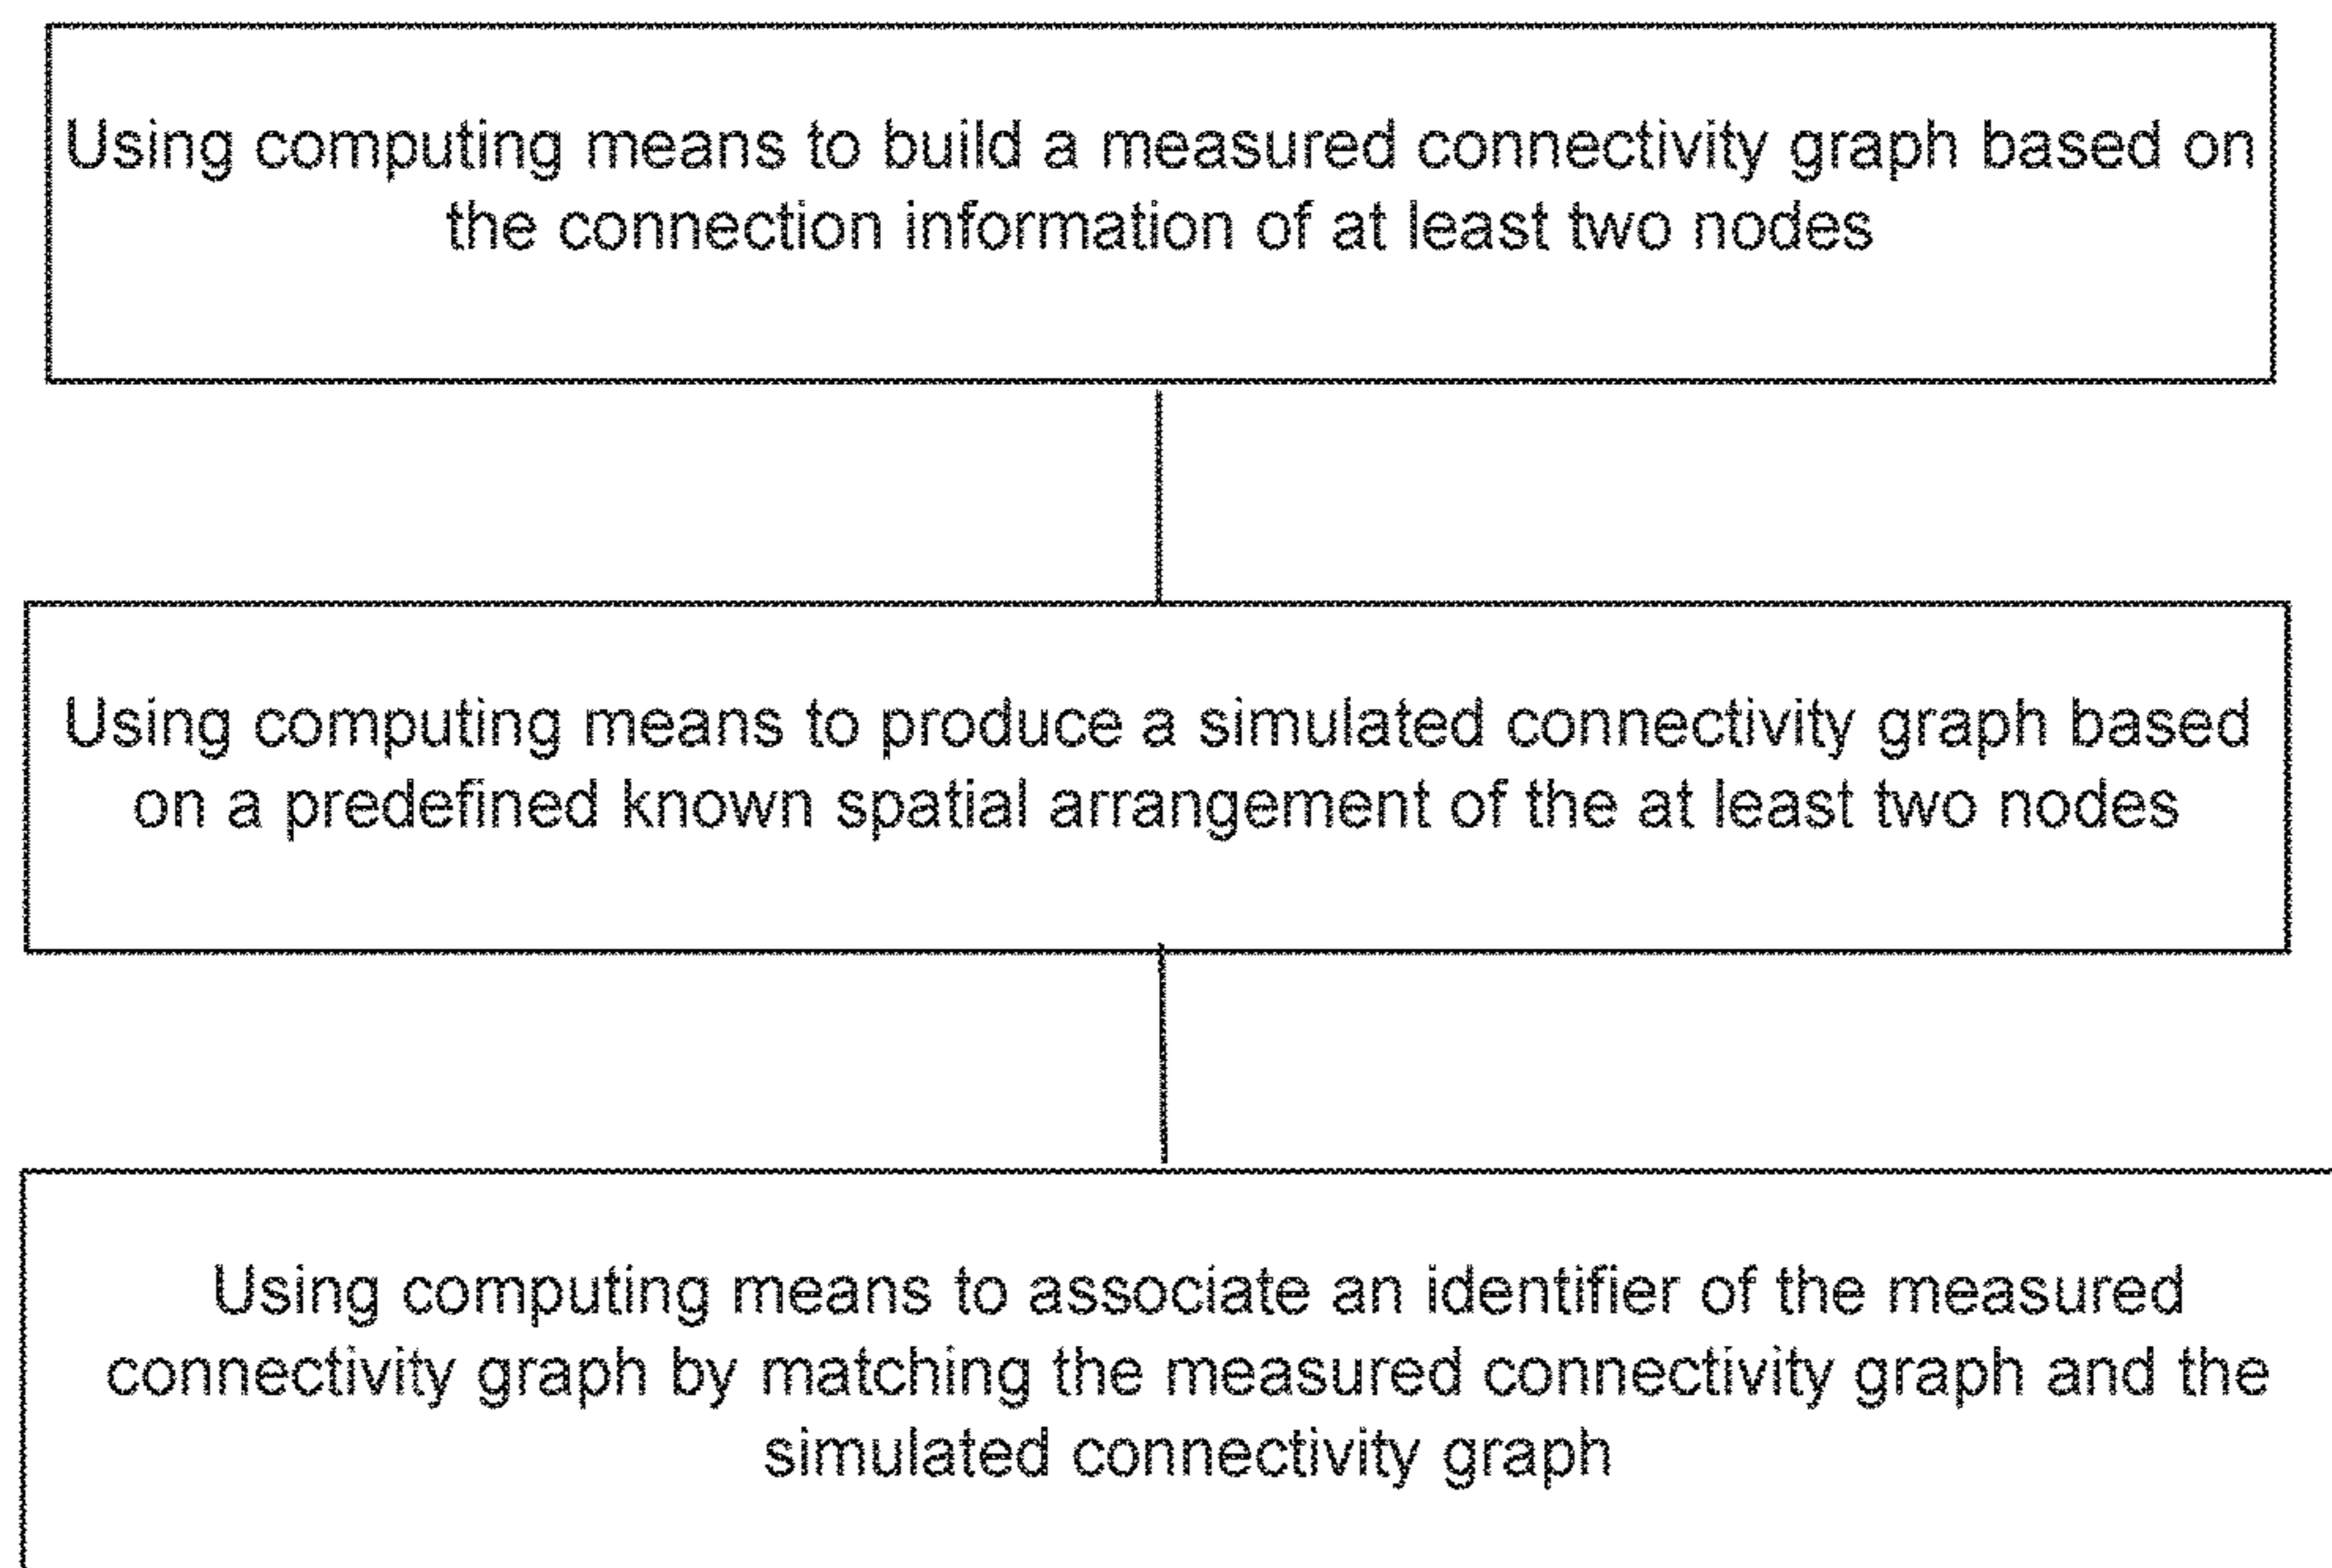 Using computing means to build a measured connectivity graph based on
the connection information of at least two nodes
Using computing means to produce a simulated connectivity graph based
on a predefined known spatial arrangement of the at least two nodes
Using computing means to associate an identifier of the measured
connectivity graph by matching the measured connectivity graph and the
simulated connectivity graph